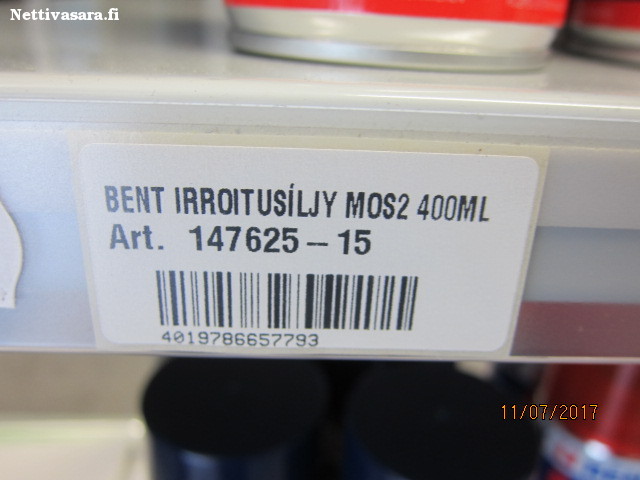 Nettivasara.fi
BENT IRROITUSÍLJY MOS2 400ML
Art. 147625-15
4019786657793
11/07/2017